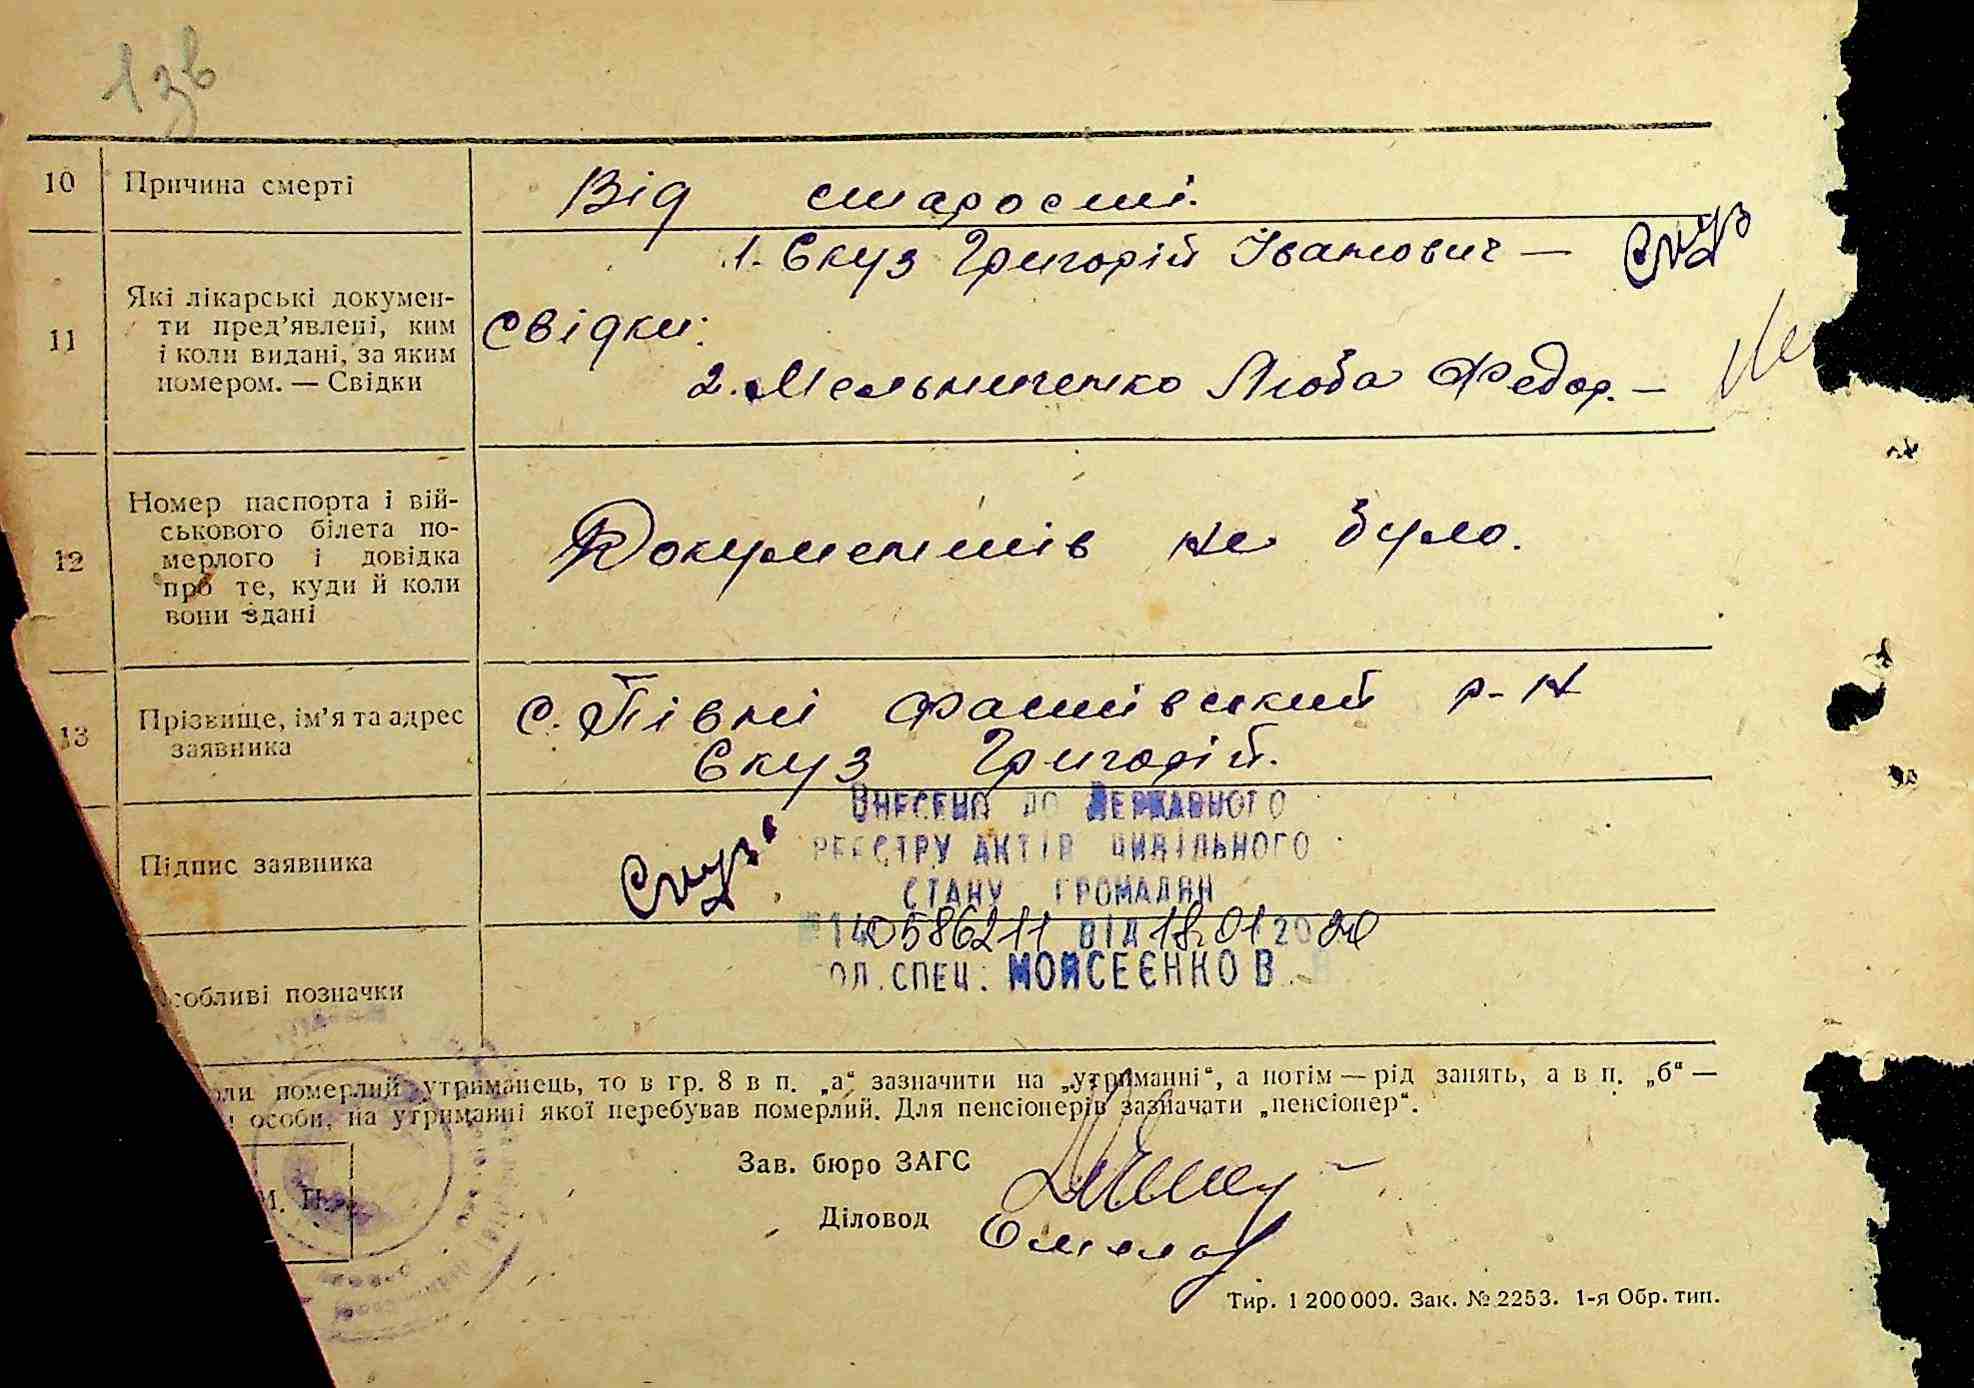 13в
10 Причина смерті Від старості.
1. Скуз Григорій Іванович — Скуз
11 Які лікарські докумен-
ти пред’явлені, ким
і коли видані, за яким
номером. — Свідки
Свідки:
2. Мельниченко Люба Федор. —
12 Номер паспорта і вій-
ськового білета по-
мерлого і довідка
про те, куди й коли
вони здані
Документів не було.
13 Прізвище, ім’я та адрес
заявника
с. Півні Фастівський р-н
Скуз Григорій.
Підпис заявника Скуз
ВНЕСЕНО ДО ДЕРЖАВНОГО
РЕЄСТРУ АКТІВ ЦИВІЛЬНОГО
СТАНУ ГРОМАДЯН
№ 140586211 ВІД 18.01 2020
ОЛ. СПЕЦ. МОЙСЕЄНКО В.
собливі позначки
оли померлий утриманець, то в гр. 8 в п. „а“ зазначити на „утриманні“, а потім — рід занять, а в п. „б“ —
особи, на утриманні якої перебував померлий. Для пенсіонерів зазначати „пенсіонер“.
М. П.
Зав. бюро ЗАГС
Діловод
Тир. 1 200 000. Зак. № 2253. 1-я Обр. тип.